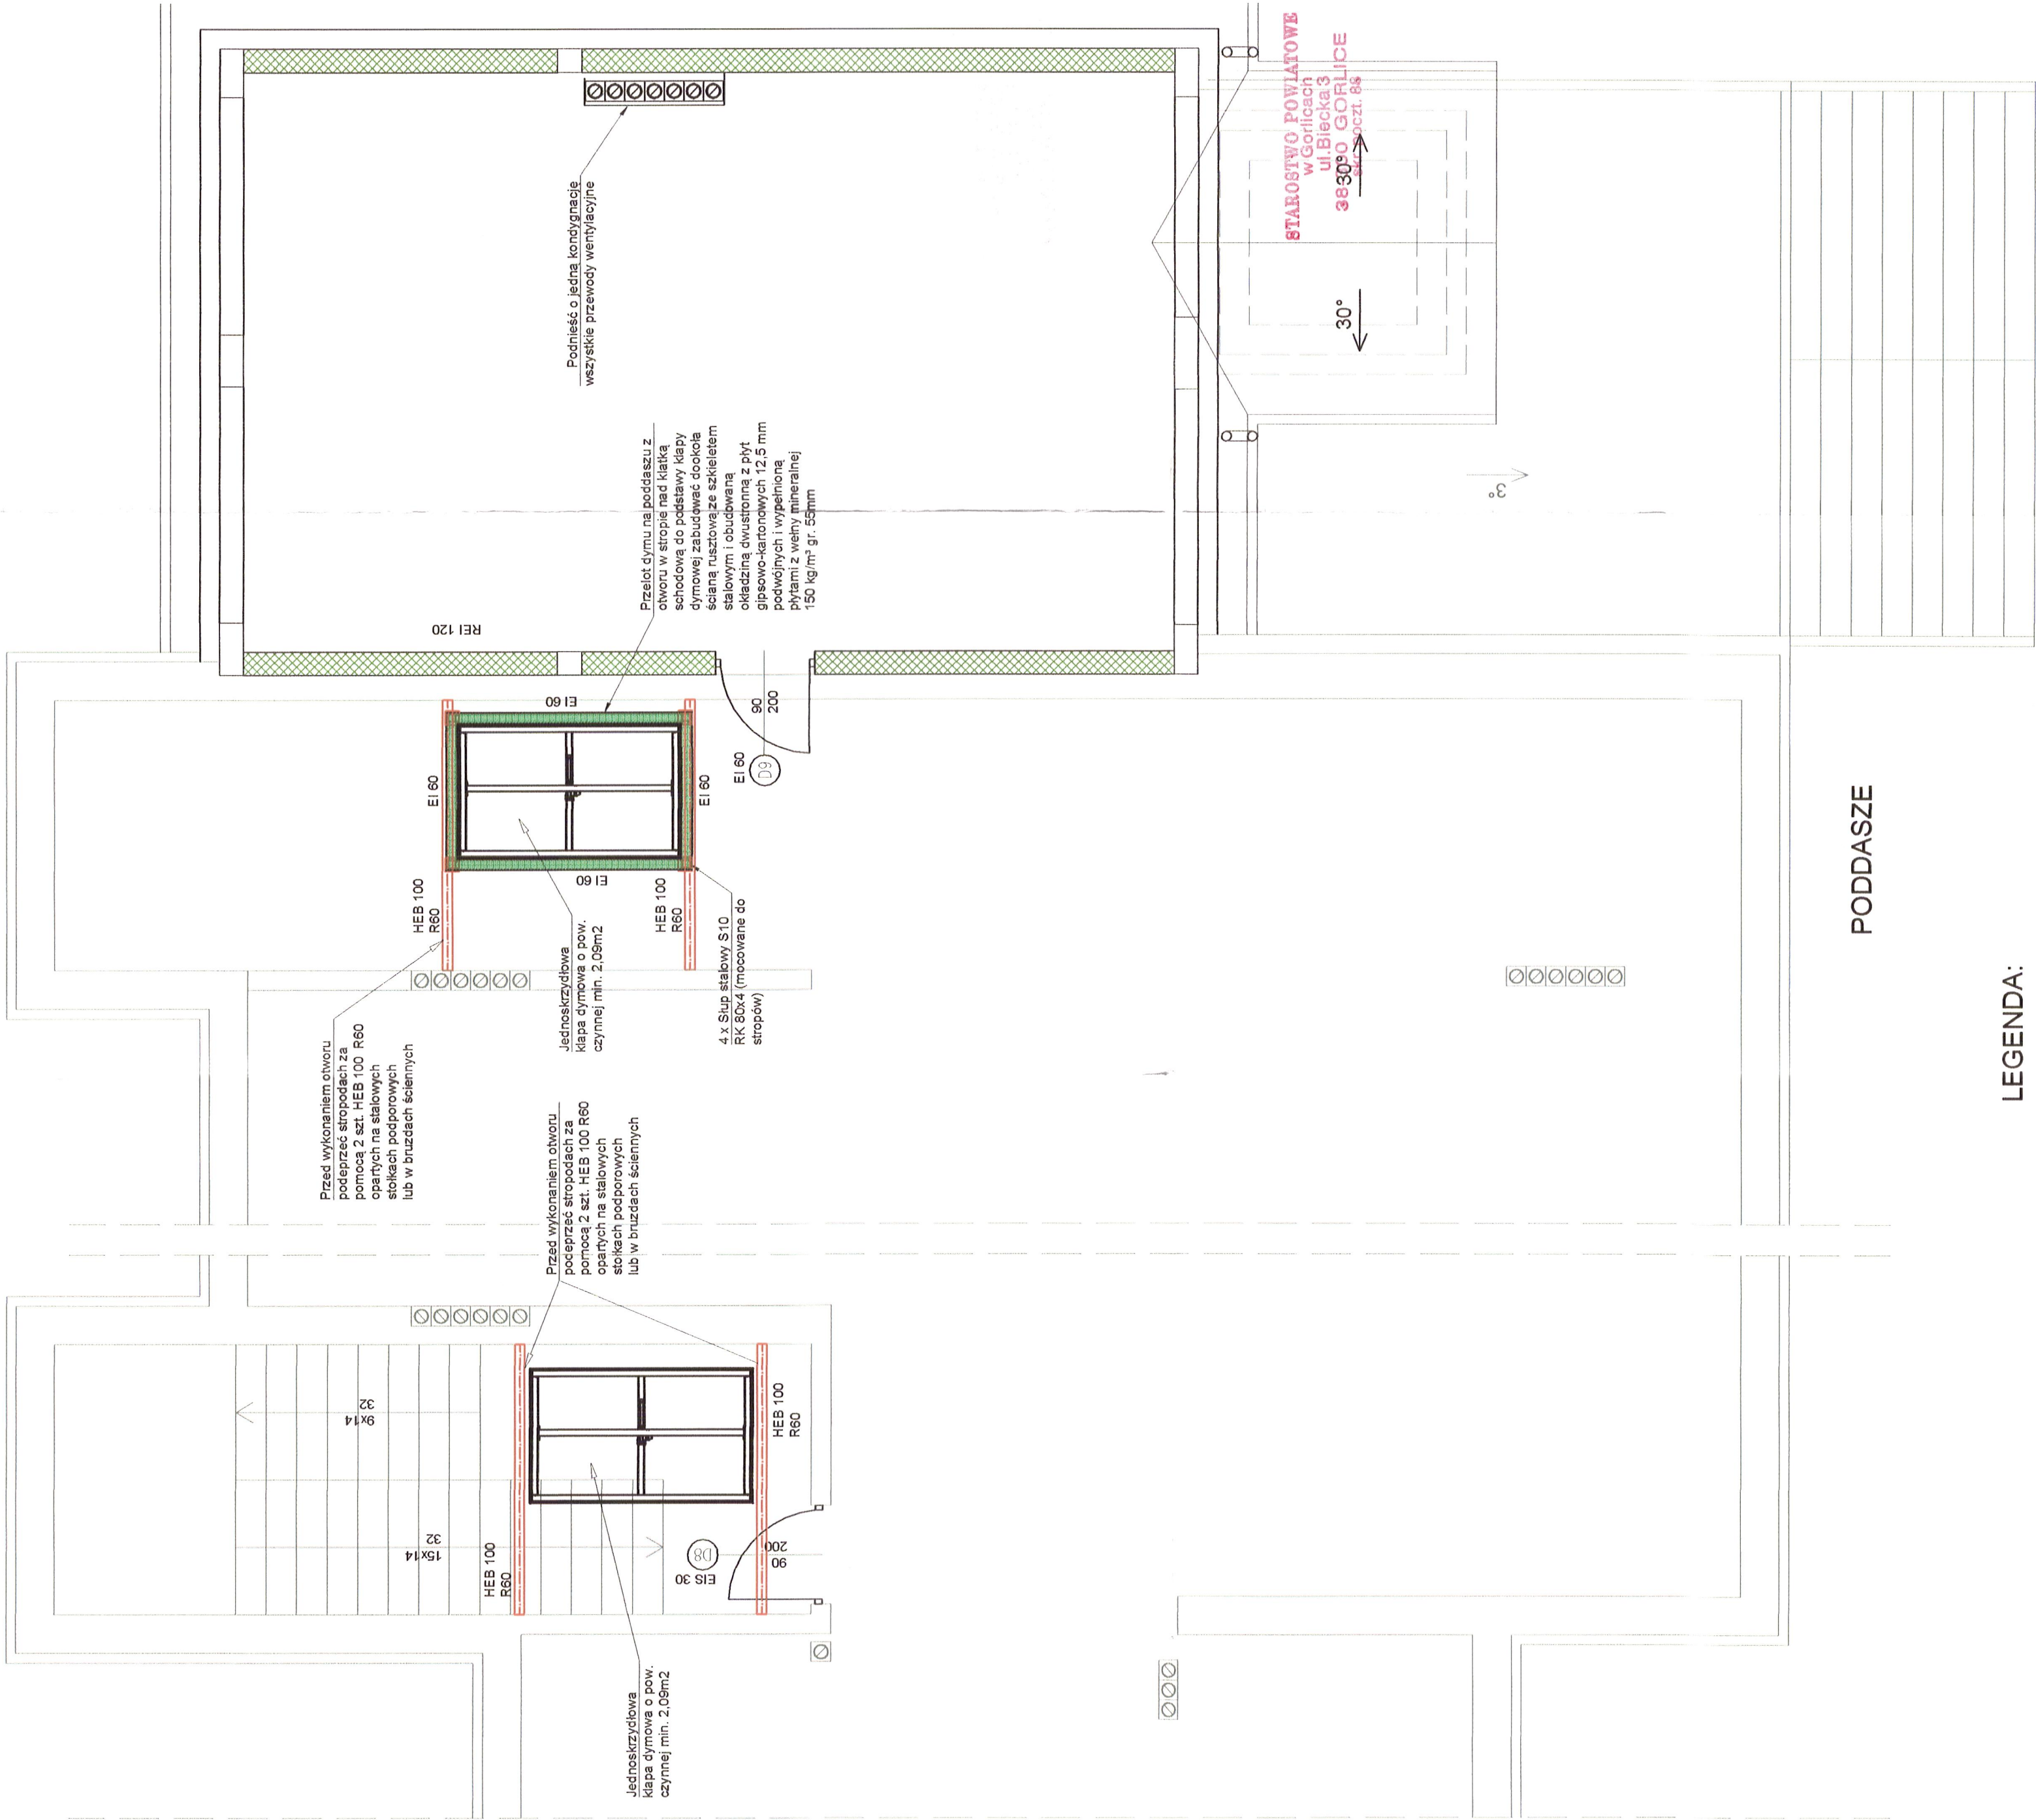 Podnieść o jedną kondygnację
wszystkie przewody wentylacyjne
STAROSTWO POWIATOWE
w Gorlicach
ul. Biecka 3
GORLICE
30°
30°
3°
Przelot dymu na poddaszu z
otworu w stropie nad klatką
schodową do podstawy klapy
dymowej zabudować dookoła
ścianą rusztową ze szkieletem
stalowym i obudowaną
okładziną dwustronną z płyt
gipsowo-kartonowych 12,5 mm
podwójnych i wypełnioną
płytami z wełny mineralnej
150 kg/m³ gr. 55mm
REI 120
EI 60
EI 60
EI 60
EI 60
EI 60
D9
90
200
HEB 100
R60
HEB 100
R60
Przed wykonaniem otworu
podeprzeć stropodach za
pomocą 2 szt. HEB 100 R60
opartych na stalowych
stołkach podporowych
lub w bruzdach ściennych
Jednoskrzydłowa
klapa dymowa o pow.
czynnej min. 2,09m2
4 x Słup stalowy S10
RK 80x4 (mocowane do
stropów)
Przed wykonaniem otworu
podeprzeć stropodach za
pomocą 2 szt. HEB 100 R60
opartych na stalowych
stołkach podporowych
lub w bruzdach ściennych
9x14
32
15x14
32
HEB 100
R60
HEB 100
R60
EIS 30
D8
90
200
Jednoskrzydłowa
klapa dymowa o pow.
czynnej min. 2,09m2
PODDASZE
LEGENDA: